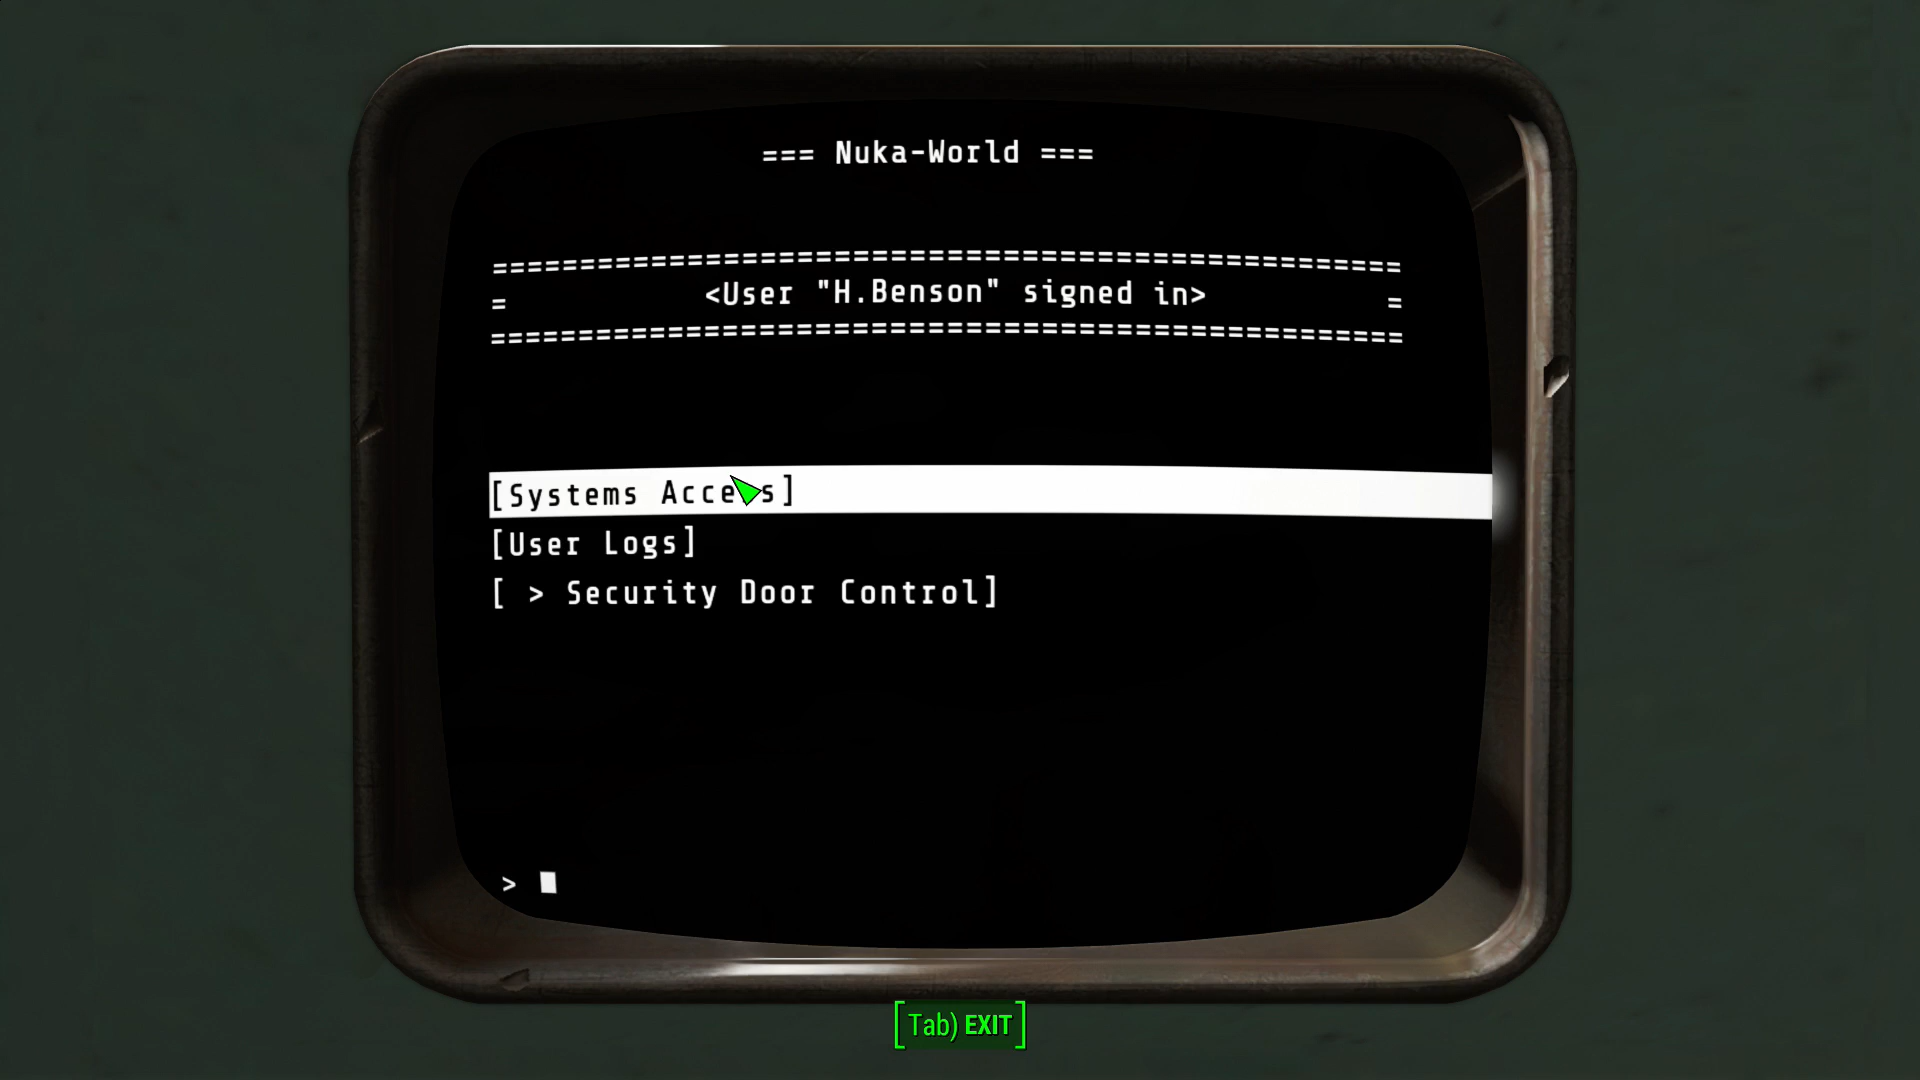 === Nuka-World ===
====================================================
= <User "H.Benson" signed in> =
====================================================
[Systems Access]
[User Logs]
[ > Security Door Control]
>
[Tab) EXIT]